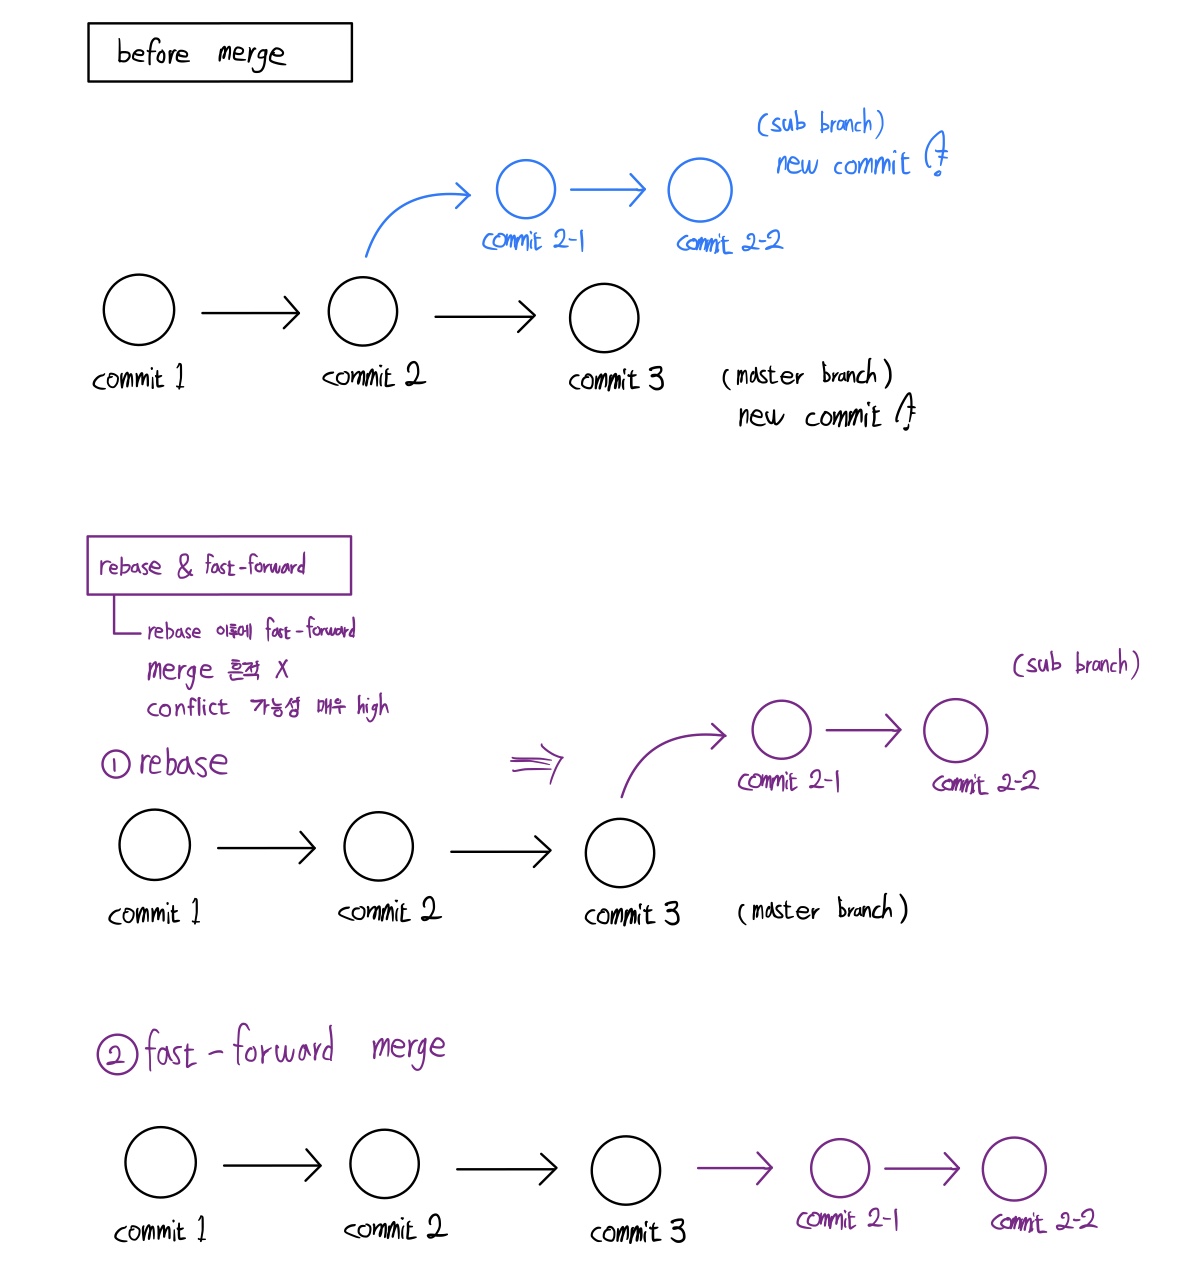 before merge
(sub branch)
new commit
commit 2-1
commit 2-2
commit 1
commit 2
commit 3
(master branch)
new commit
rebase & fast-forward
rebase 이후에 fast-forward
merge 흔적 X
conflict 가능성 매우 high
(sub branch)
① rebase
commit 2-1
commit 2-2
commit 1
commit 2
commit 3
(master branch)
② fast-forward merge
commit 1
commit 2
commit 3
commit 2-1
commit 2-2